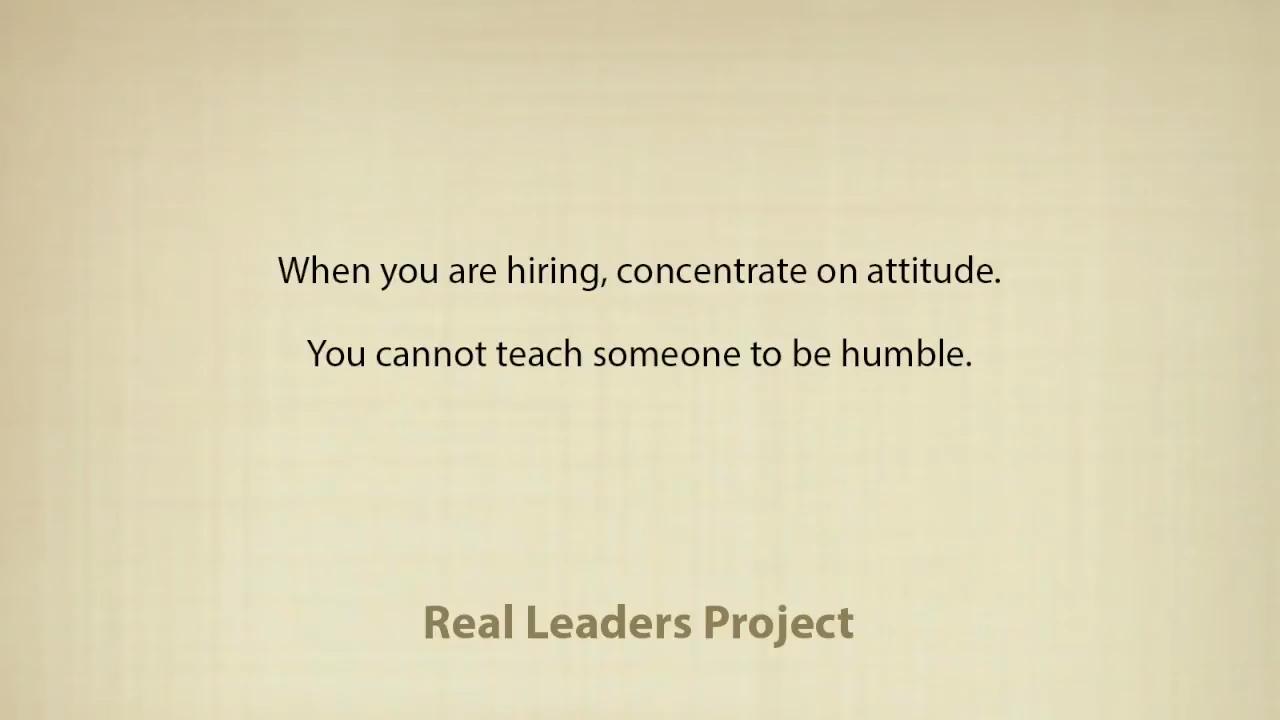 When you are hiring, concentrate on attitude.
You cannot teach someone to be humble.
Real Leaders Project